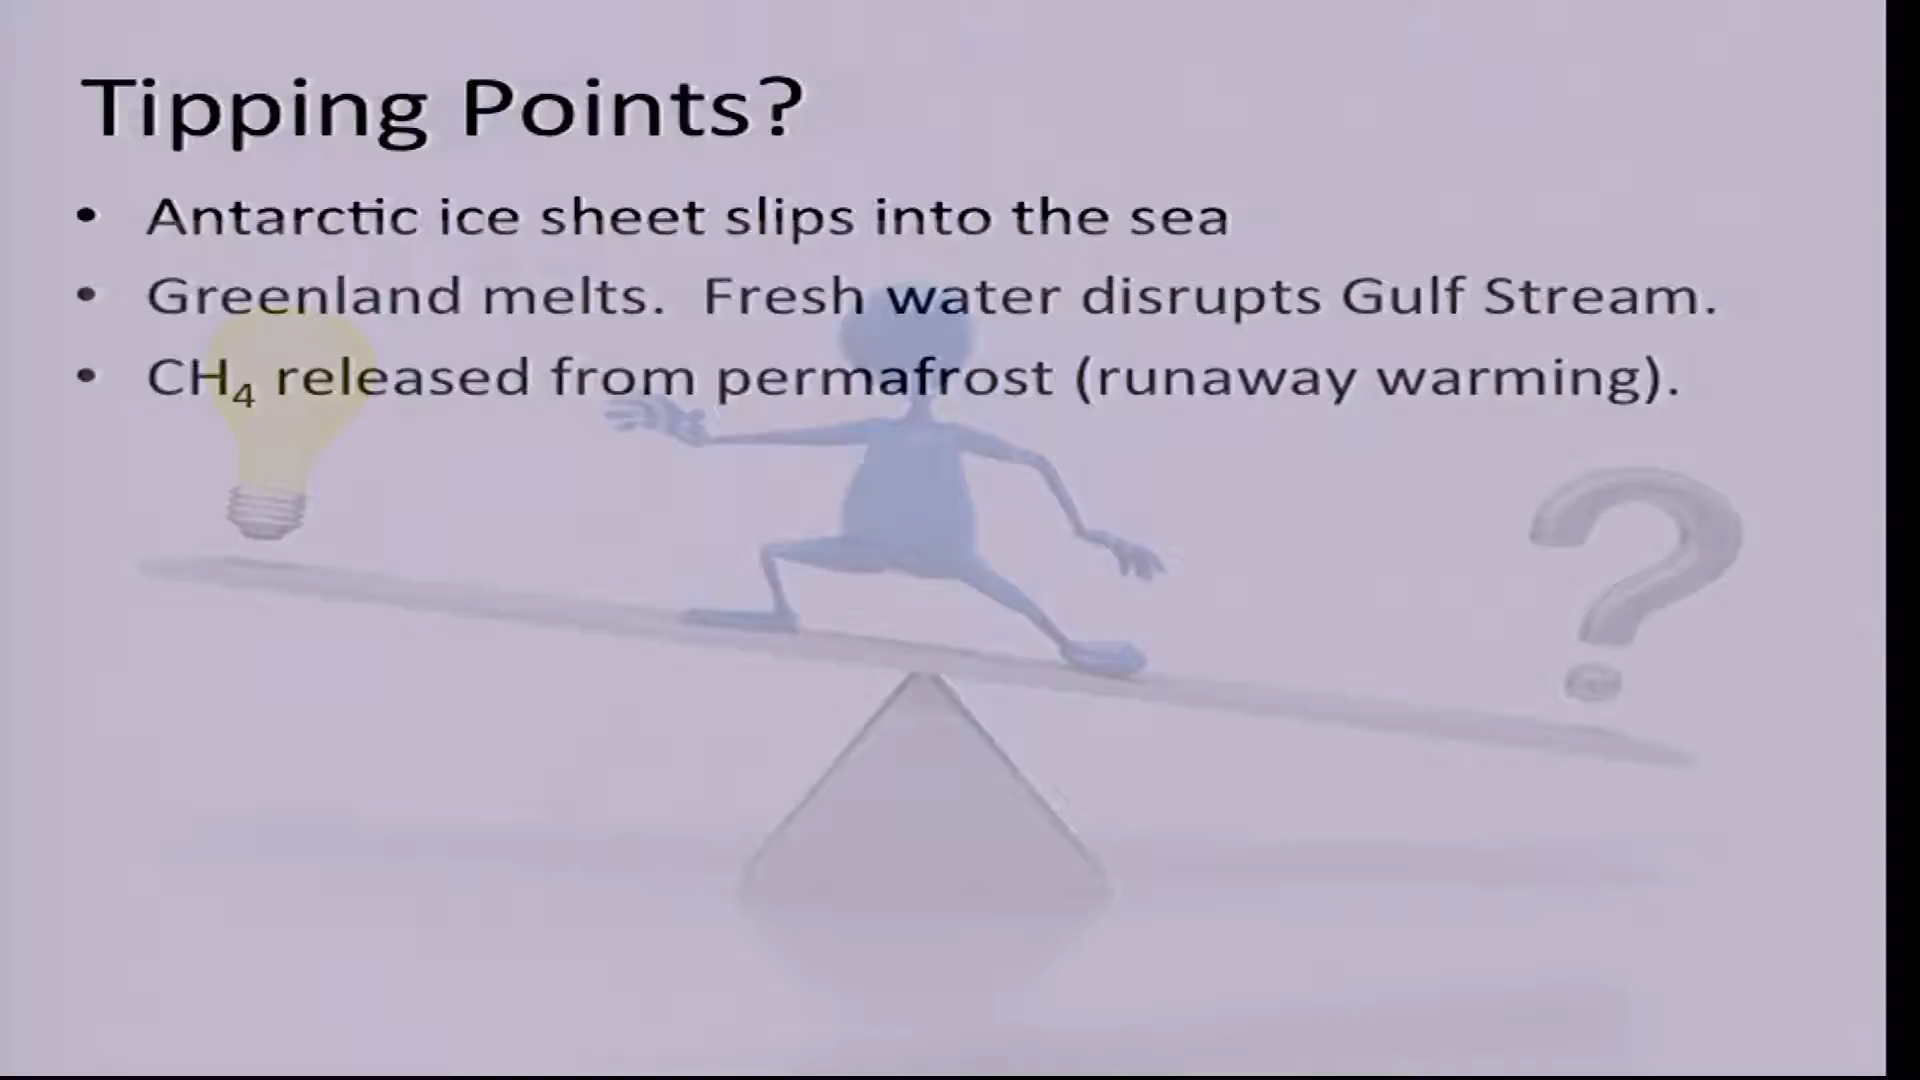 Tipping Points?
• Antarctic ice sheet slips into the sea
• Greenland melts.  Fresh water disrupts Gulf Stream.
• CH₄ released from permafrost (runaway warming).